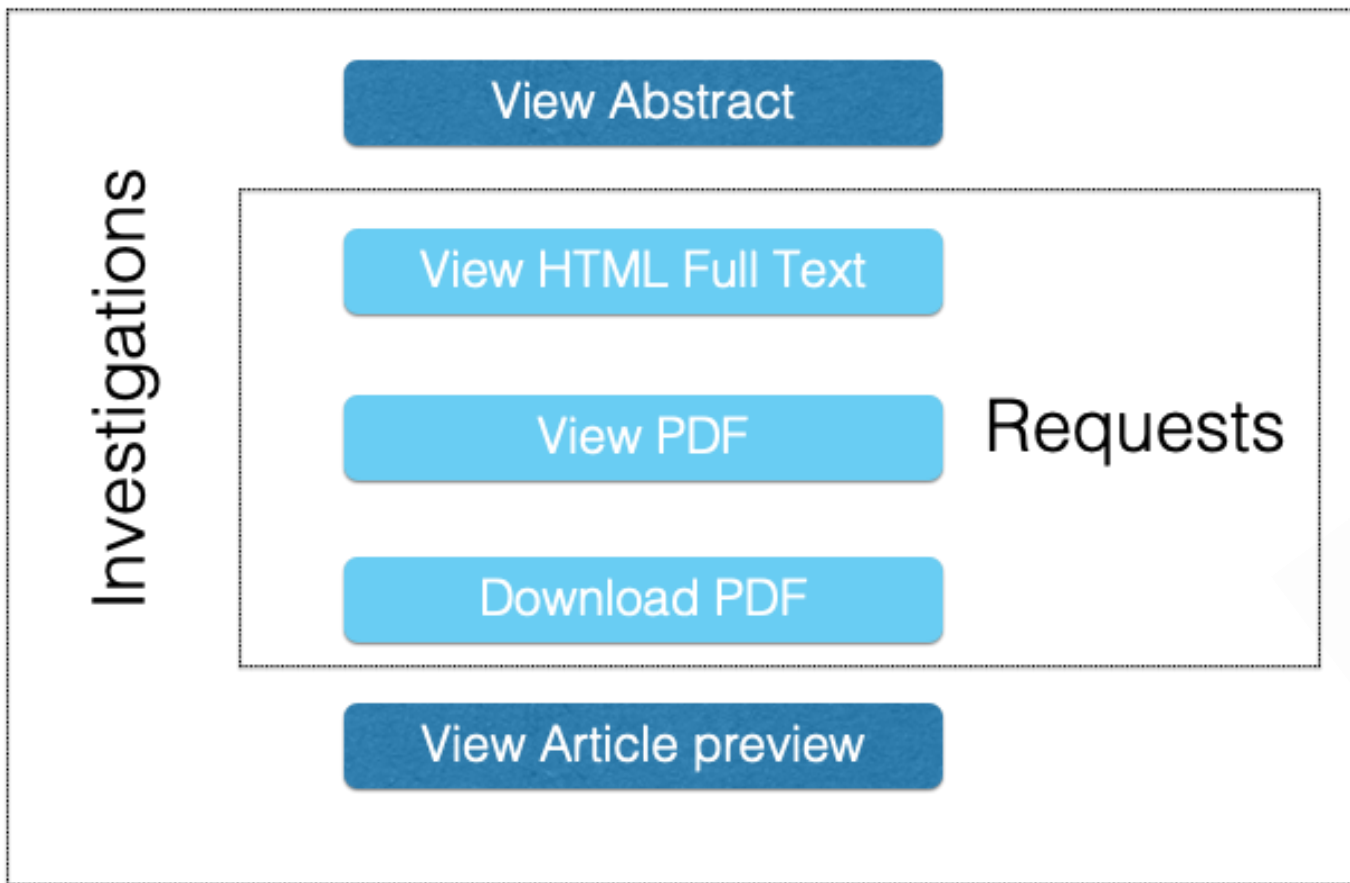 View Abstract
Investigations
View HTML Full Text
View PDF
Requests
Download PDF
View Article preview